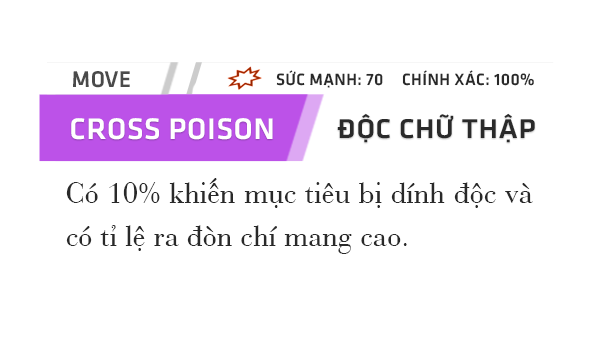 MOVE SỨC MẠNH: 70 CHÍNH XÁC: 100%
CROSS POISON ĐỘC CHỮ THẬP
Có 10% khiến mục tiêu bị dính độc và
có tỉ lệ ra đòn chí mang cao.